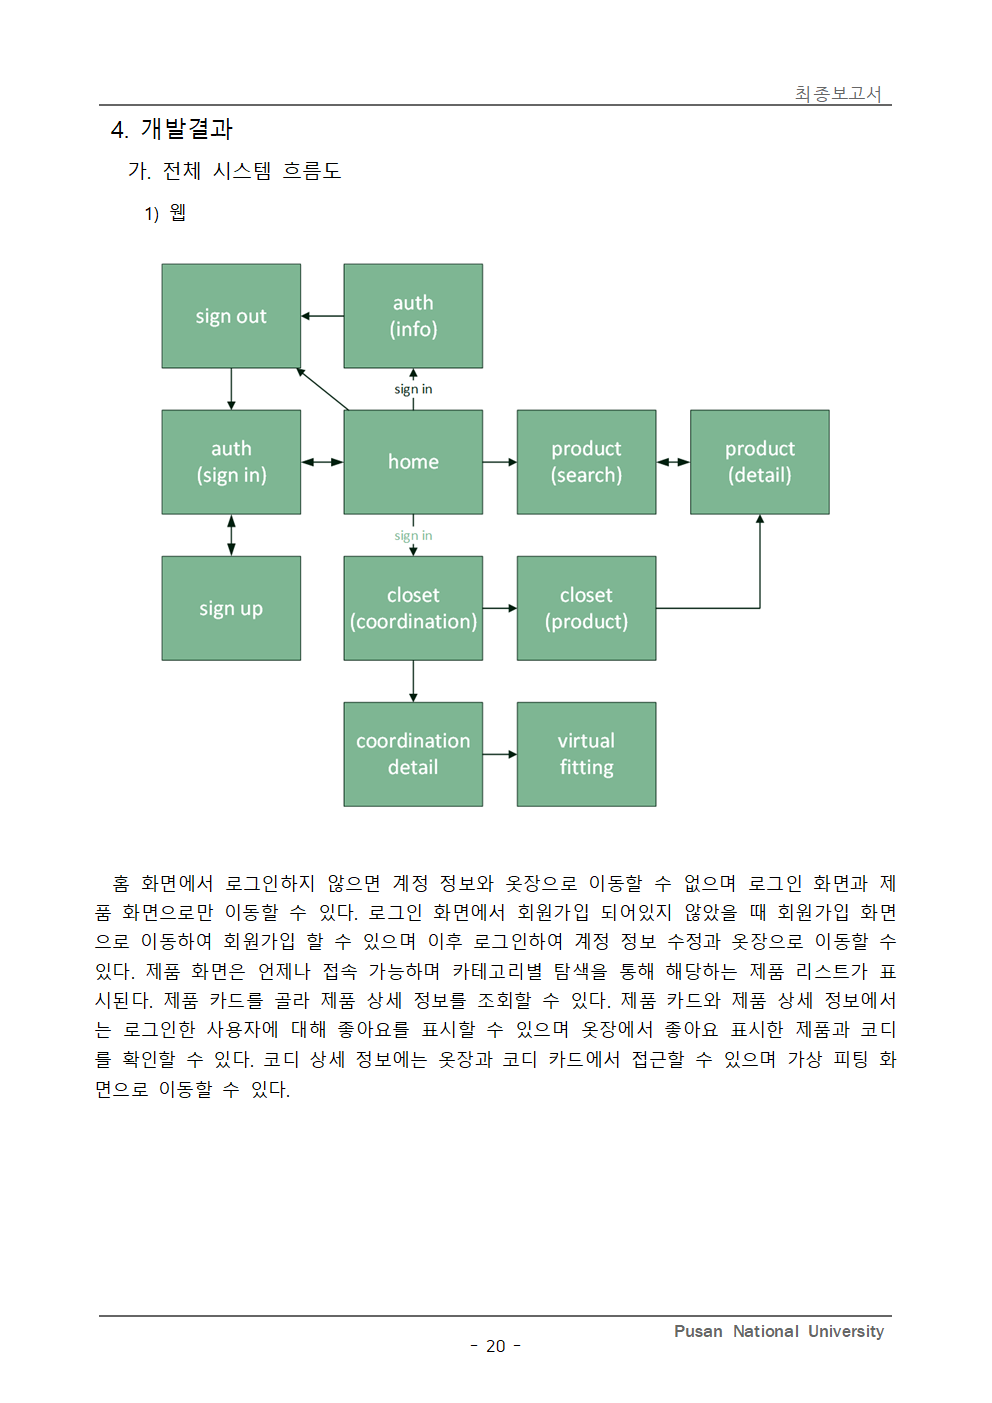 최종보고서
4. 개발결과
가. 전체 시스템 흐름도
1) 웹
sign out
auth
(info)
sign in
auth
(sign in)
home
product
(search)
product
(detail)
sign in
sign up
closet
(coordination)
closet
(product)
coordination
detail
virtual
fitting
홈 화면에서 로그인하지 않으면 계정 정보와 옷장으로 이동할 수 없으며 로그인 화면과 제
품 화면으로만 이동할 수 있다. 로그인 화면에서 회원가입 되어있지 않았을 때 회원가입 화면
으로 이동하여 회원가입 할 수 있으며 이후 로그인하여 계정 정보 수정과 옷장으로 이동할 수
있다. 제품 화면은 언제나 접속 가능하며 카테고리별 탐색을 통해 해당하는 제품 리스트가 표
시된다. 제품 카드를 골라 제품 상세 정보를 조회할 수 있다. 제품 카드와 제품 상세 정보에서
는 로그인한 사용자에 대해 좋아요를 표시할 수 있으며 옷장에서 좋아요 표시한 제품과 코디
를 확인할 수 있다. 코디 상세 정보에는 옷장과 코디 카드에서 접근할 수 있으며 가상 피팅 화
면으로 이동할 수 있다.
Pusan National University
- 20 -